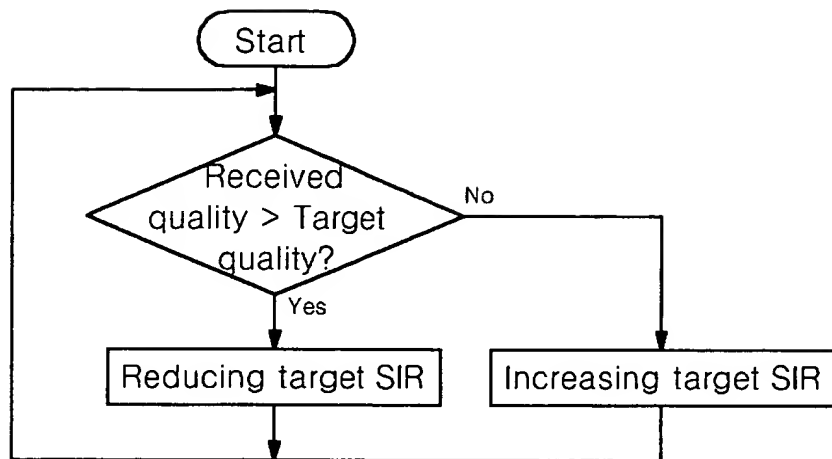 Start
Received
quality > Target
quality?
No
Yes
Reducing target SIR
Increasing target SIR